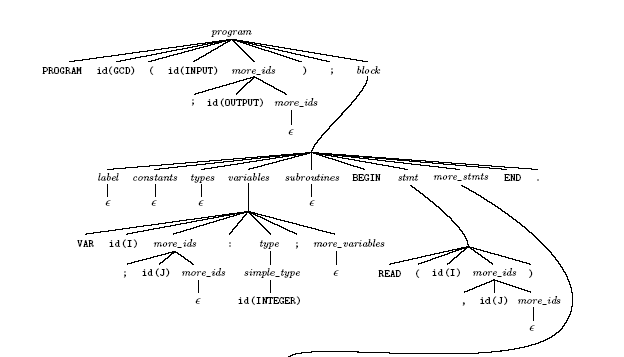 program
PROGRAM id(GCD) ( id(INPUT) more_ids ) ; block
; id(OUTPUT) more_ids
ϵ
label constants types variables subroutines BEGIN stmt more_stmts END .
ϵ ϵ ϵ ϵ
VAR id(I) more_ids : type ; more_variables
; id(J) more_ids simple_type ϵ READ ( id(I) more_ids )
ϵ id(INTEGER) , id(J) more_ids
ϵ